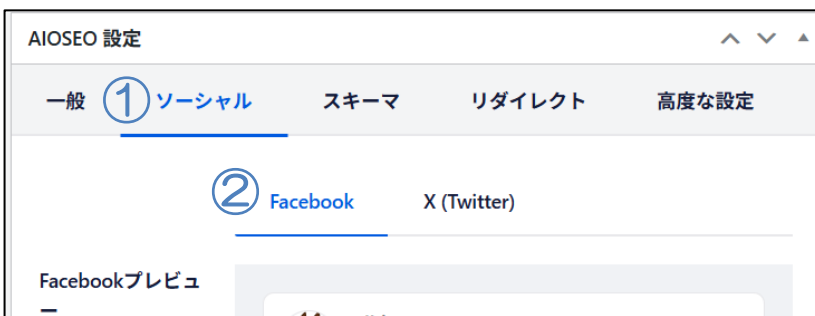 AIOSEO 設定
一般 ① ソーシャル スキーマ リダイレクト 高度な設定
② Facebook X (Twitter)
Facebookプレビュ
ー